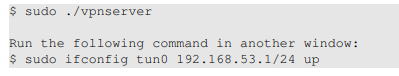 $ sudo ./vpnserver
Run the following command in another window:
$ sudo ifconfig tun0 192.168.53.1/24 up